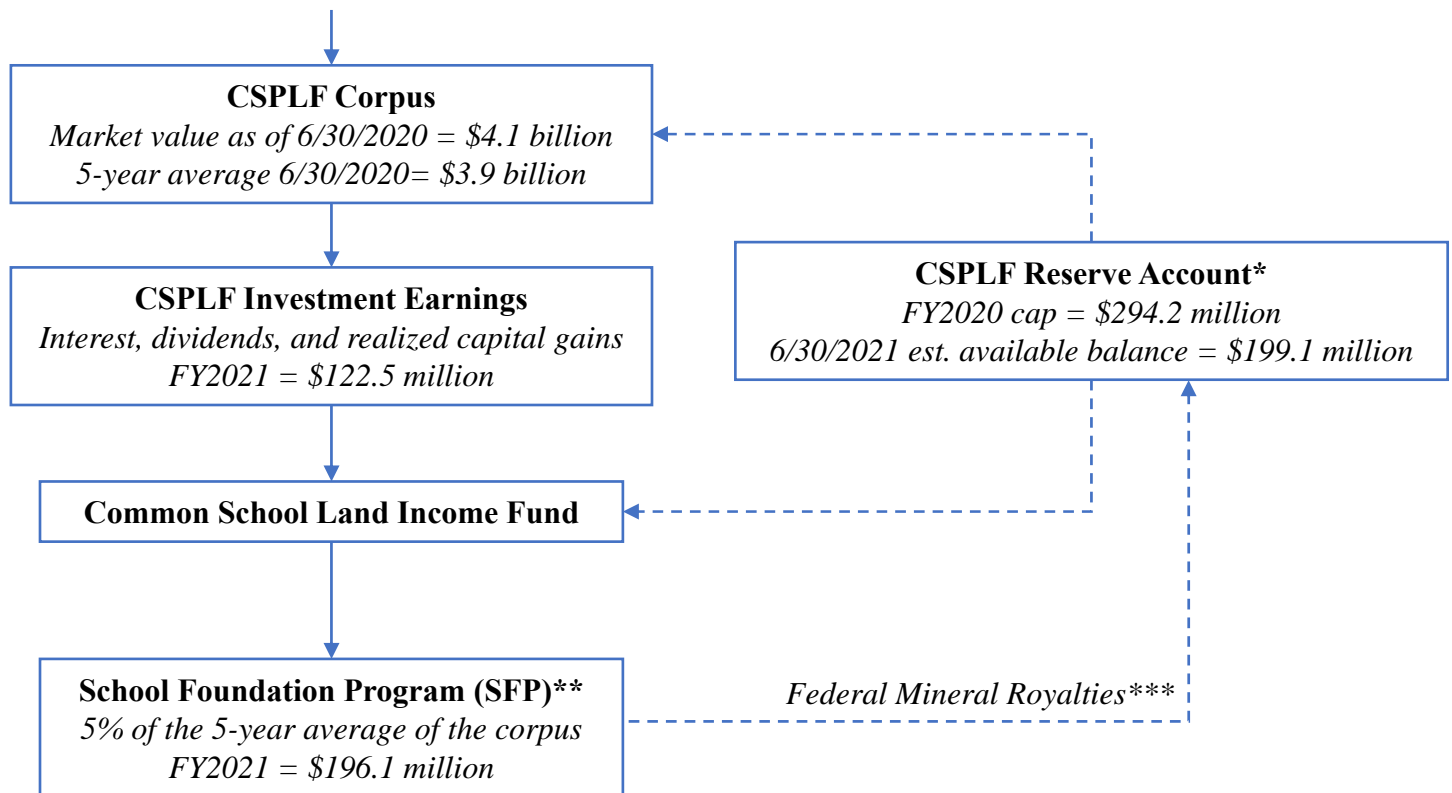 CSPLF Corpus
Market value as of 6/30/2020 = $4.1 billion
5-year average 6/30/2020= $3.9 billion
CSPLF Investment Earnings
Interest, dividends, and realized capital gains
FY2021 = $122.5 million
CSPLF Reserve Account*
FY2020 cap = $294.2 million
6/30/2021 est. available balance = $199.1 million
Common School Land Income Fund
School Foundation Program (SFP)**
5% of the 5-year average of the corpus
FY2021 = $196.1 million
Federal Mineral Royalties***